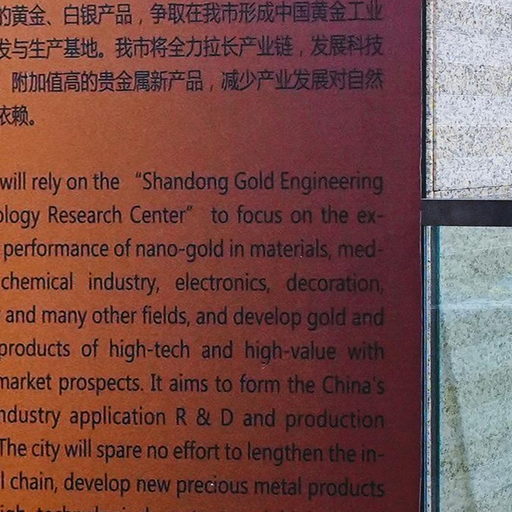 的黄金、白银产品，争取在我市形成中国黄金工业
发与生产基地。我市将全力拉长产业链，发展科技
附加值高的贵金属新产品，减少产业发展对自然
依赖。
will rely on the “Shandong Gold Engineering
ology Research Center” to focus on the ex-
performance of nano-gold in materials, med-
chemical industry, electronics, decoration,
and many other fields, and develop gold and
products of high-tech and high-value with
market prospects. It aims to form the China's
ndustry application R & D and production
The city will spare no effort to lengthen the in-
l chain, develop new precious metal products